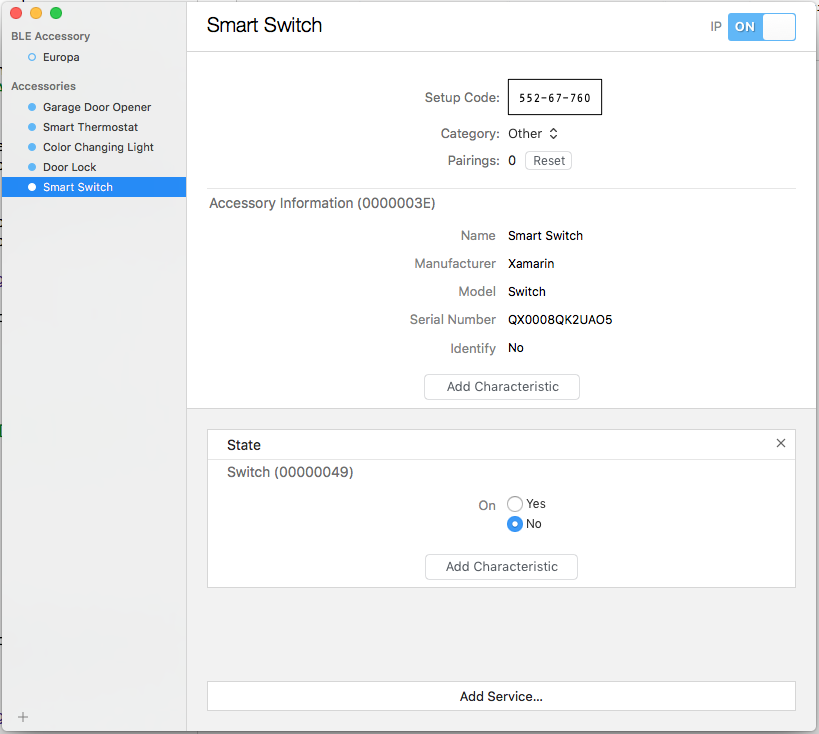 BLE Accessory
Europa
Accessories
Garage Door Opener
Smart Thermostat
Color Changing Light
Door Lock
Smart Switch
Smart Switch
IP ON
Setup Code: 552-67-760
Category: Other
Pairings: 0 Reset
Accessory Information (0000003E)
Name Smart Switch
Manufacturer Xamarin
Model Switch
Serial Number QX0008QK2UAO5
Identify No
Add Characteristic
State
Switch (00000049)
On Yes
No
Add Characteristic
Add Service...